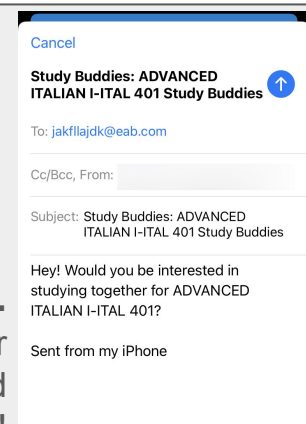 Cancel
Study Buddies: ADVANCED
ITALIAN I-ITAL 401 Study Buddies
To: jakfllajdk@eab.com
Cc/Bcc, From:
Subject: Study Buddies: ADVANCED
ITALIAN I-ITAL 401 Study Buddies
Hey! Would you be interested in
studying together for ADVANCED
ITALIAN I-ITAL 401?
Sent from my iPhone